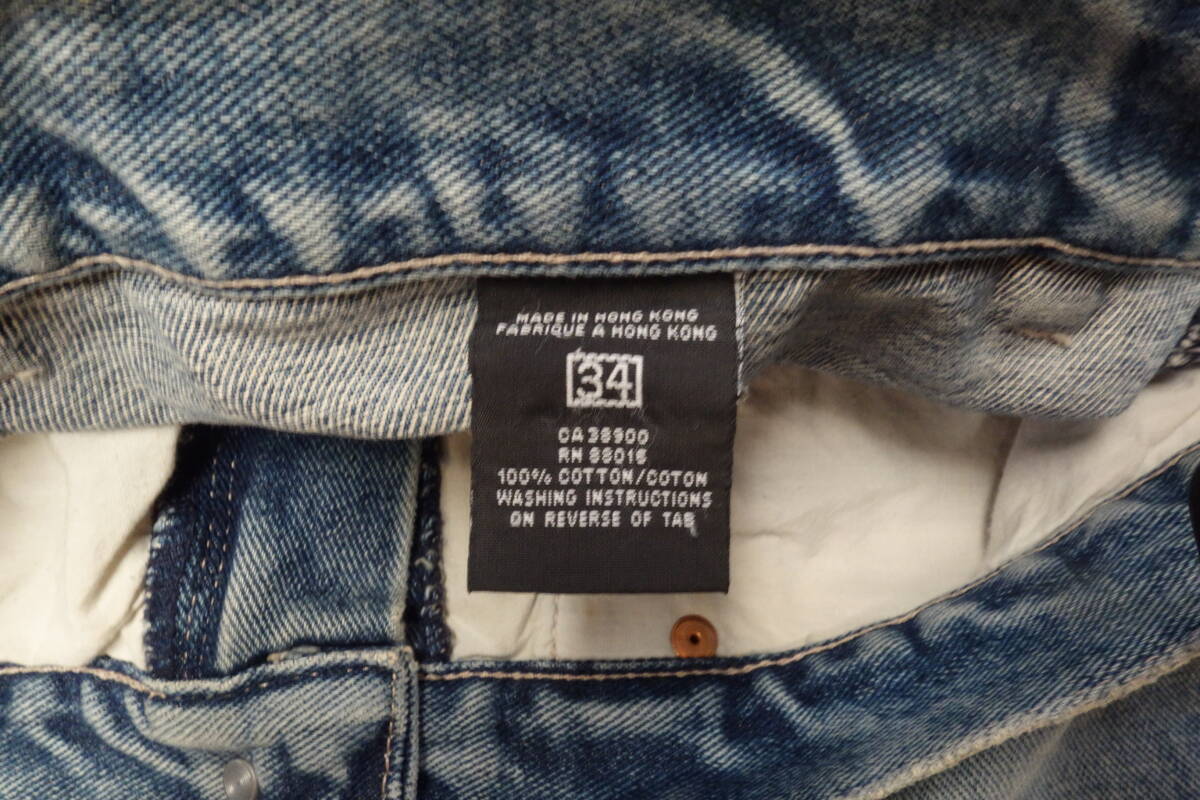 MADE IN HONG KONG
FABRIQUE A HONG KONG
34
CA 38900
RN 88016
100% COTTON/COTON
WASHING INSTRUCTIONS
ON REVERSE OF TAB